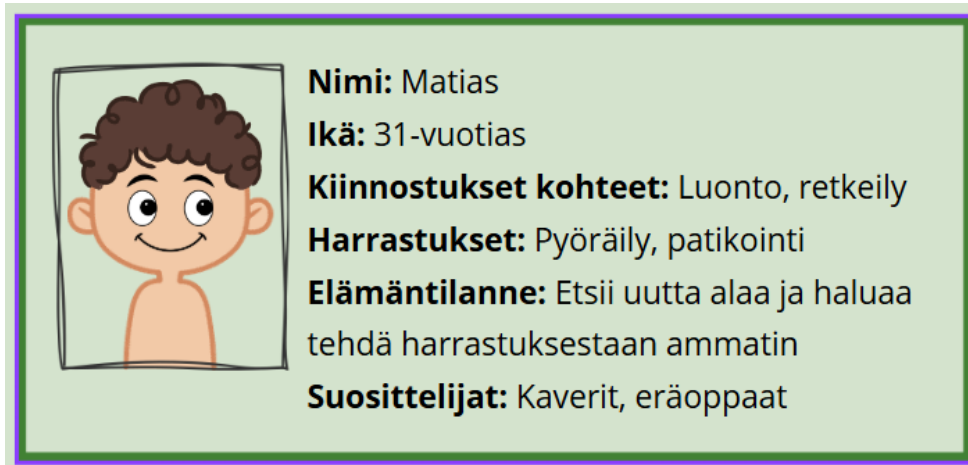 Nimi: Matias
Ikä: 31-vuotias
Kiinnostukset kohteet: Luonto, retkeily
Harrastukset: Pyöräily, patikointi
Elämäntilanne: Etsii uutta alaa ja haluaa
tehdä harrastuksestaan ammatin
Suosittelijat: Kaverit, eräoppaat